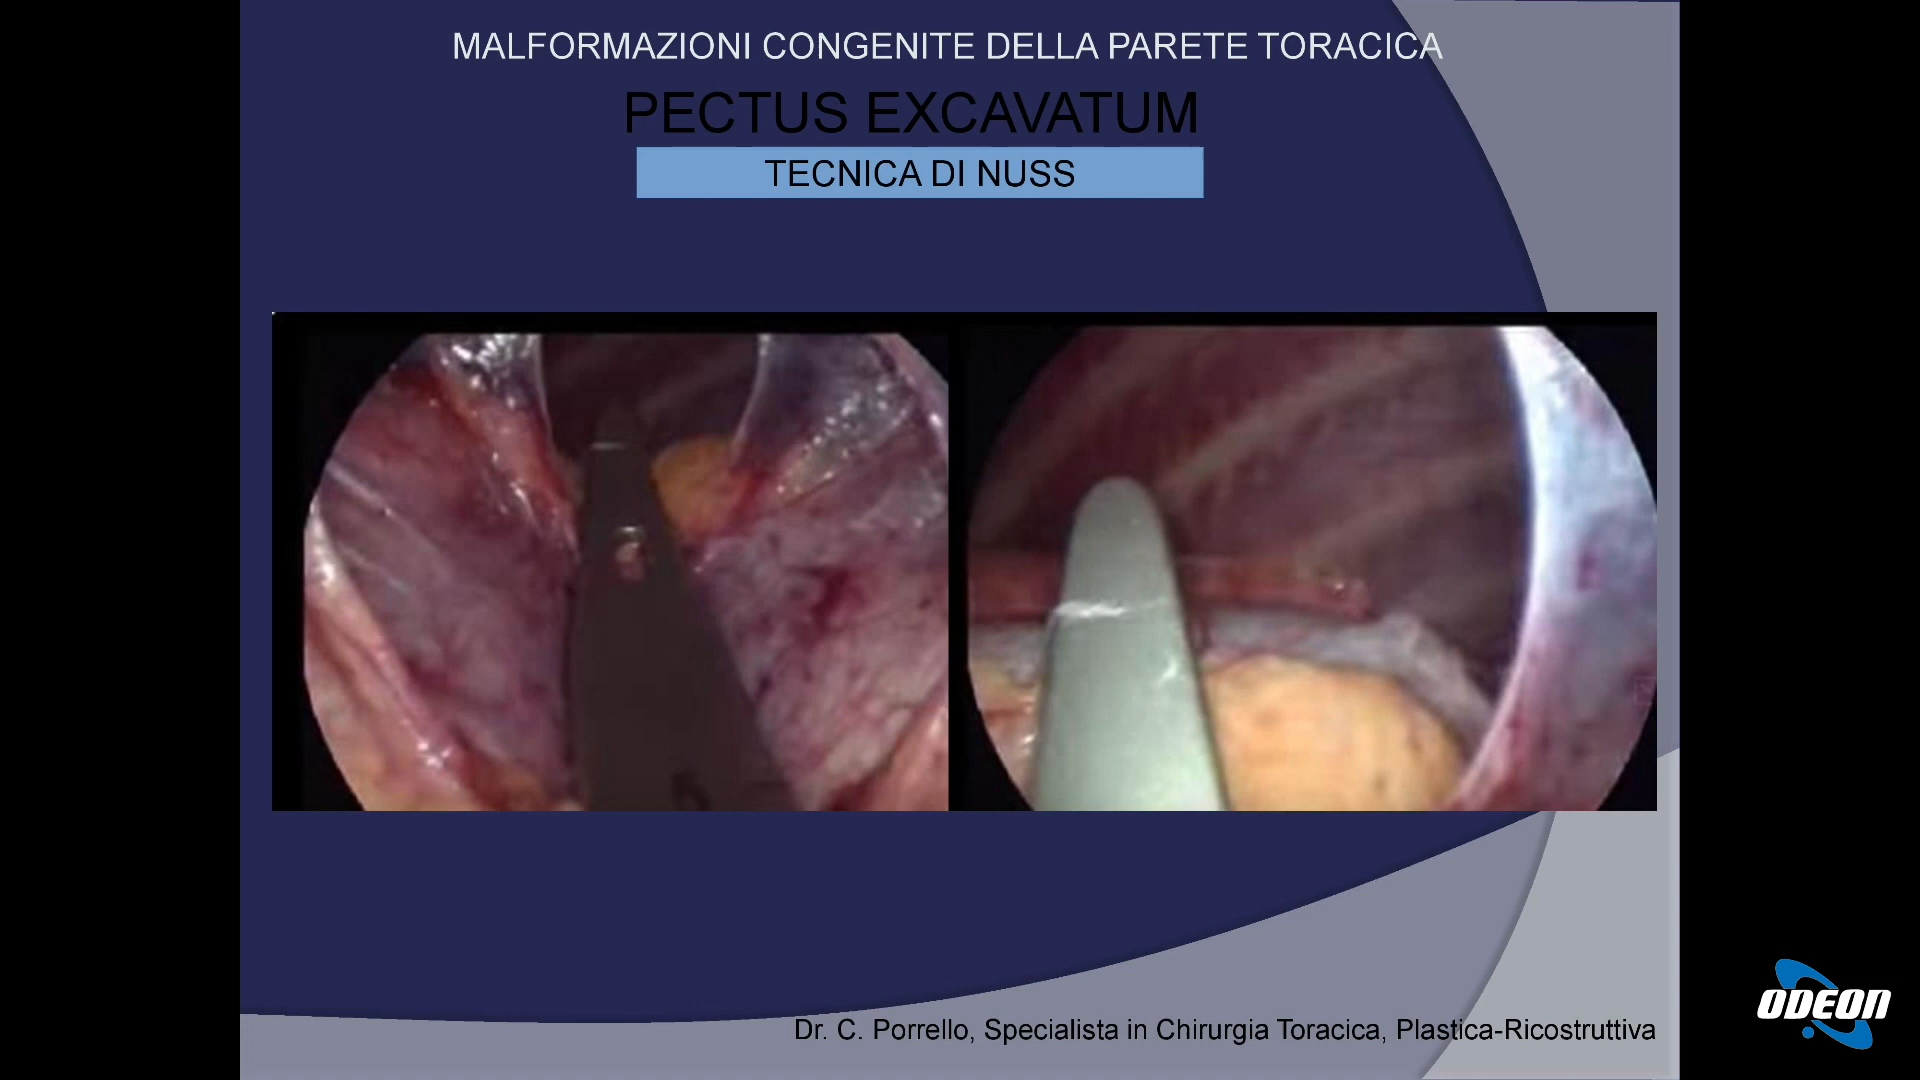 MALFORMAZIONI CONGENITE DELLA PARETE TORACICA
PECTUS EXCAVATUM
TECNICA DI NUSS
Dr. C. Porrello, Specialista in Chirurgia Toracica, Plastica-Ricostruttiva
ODEON